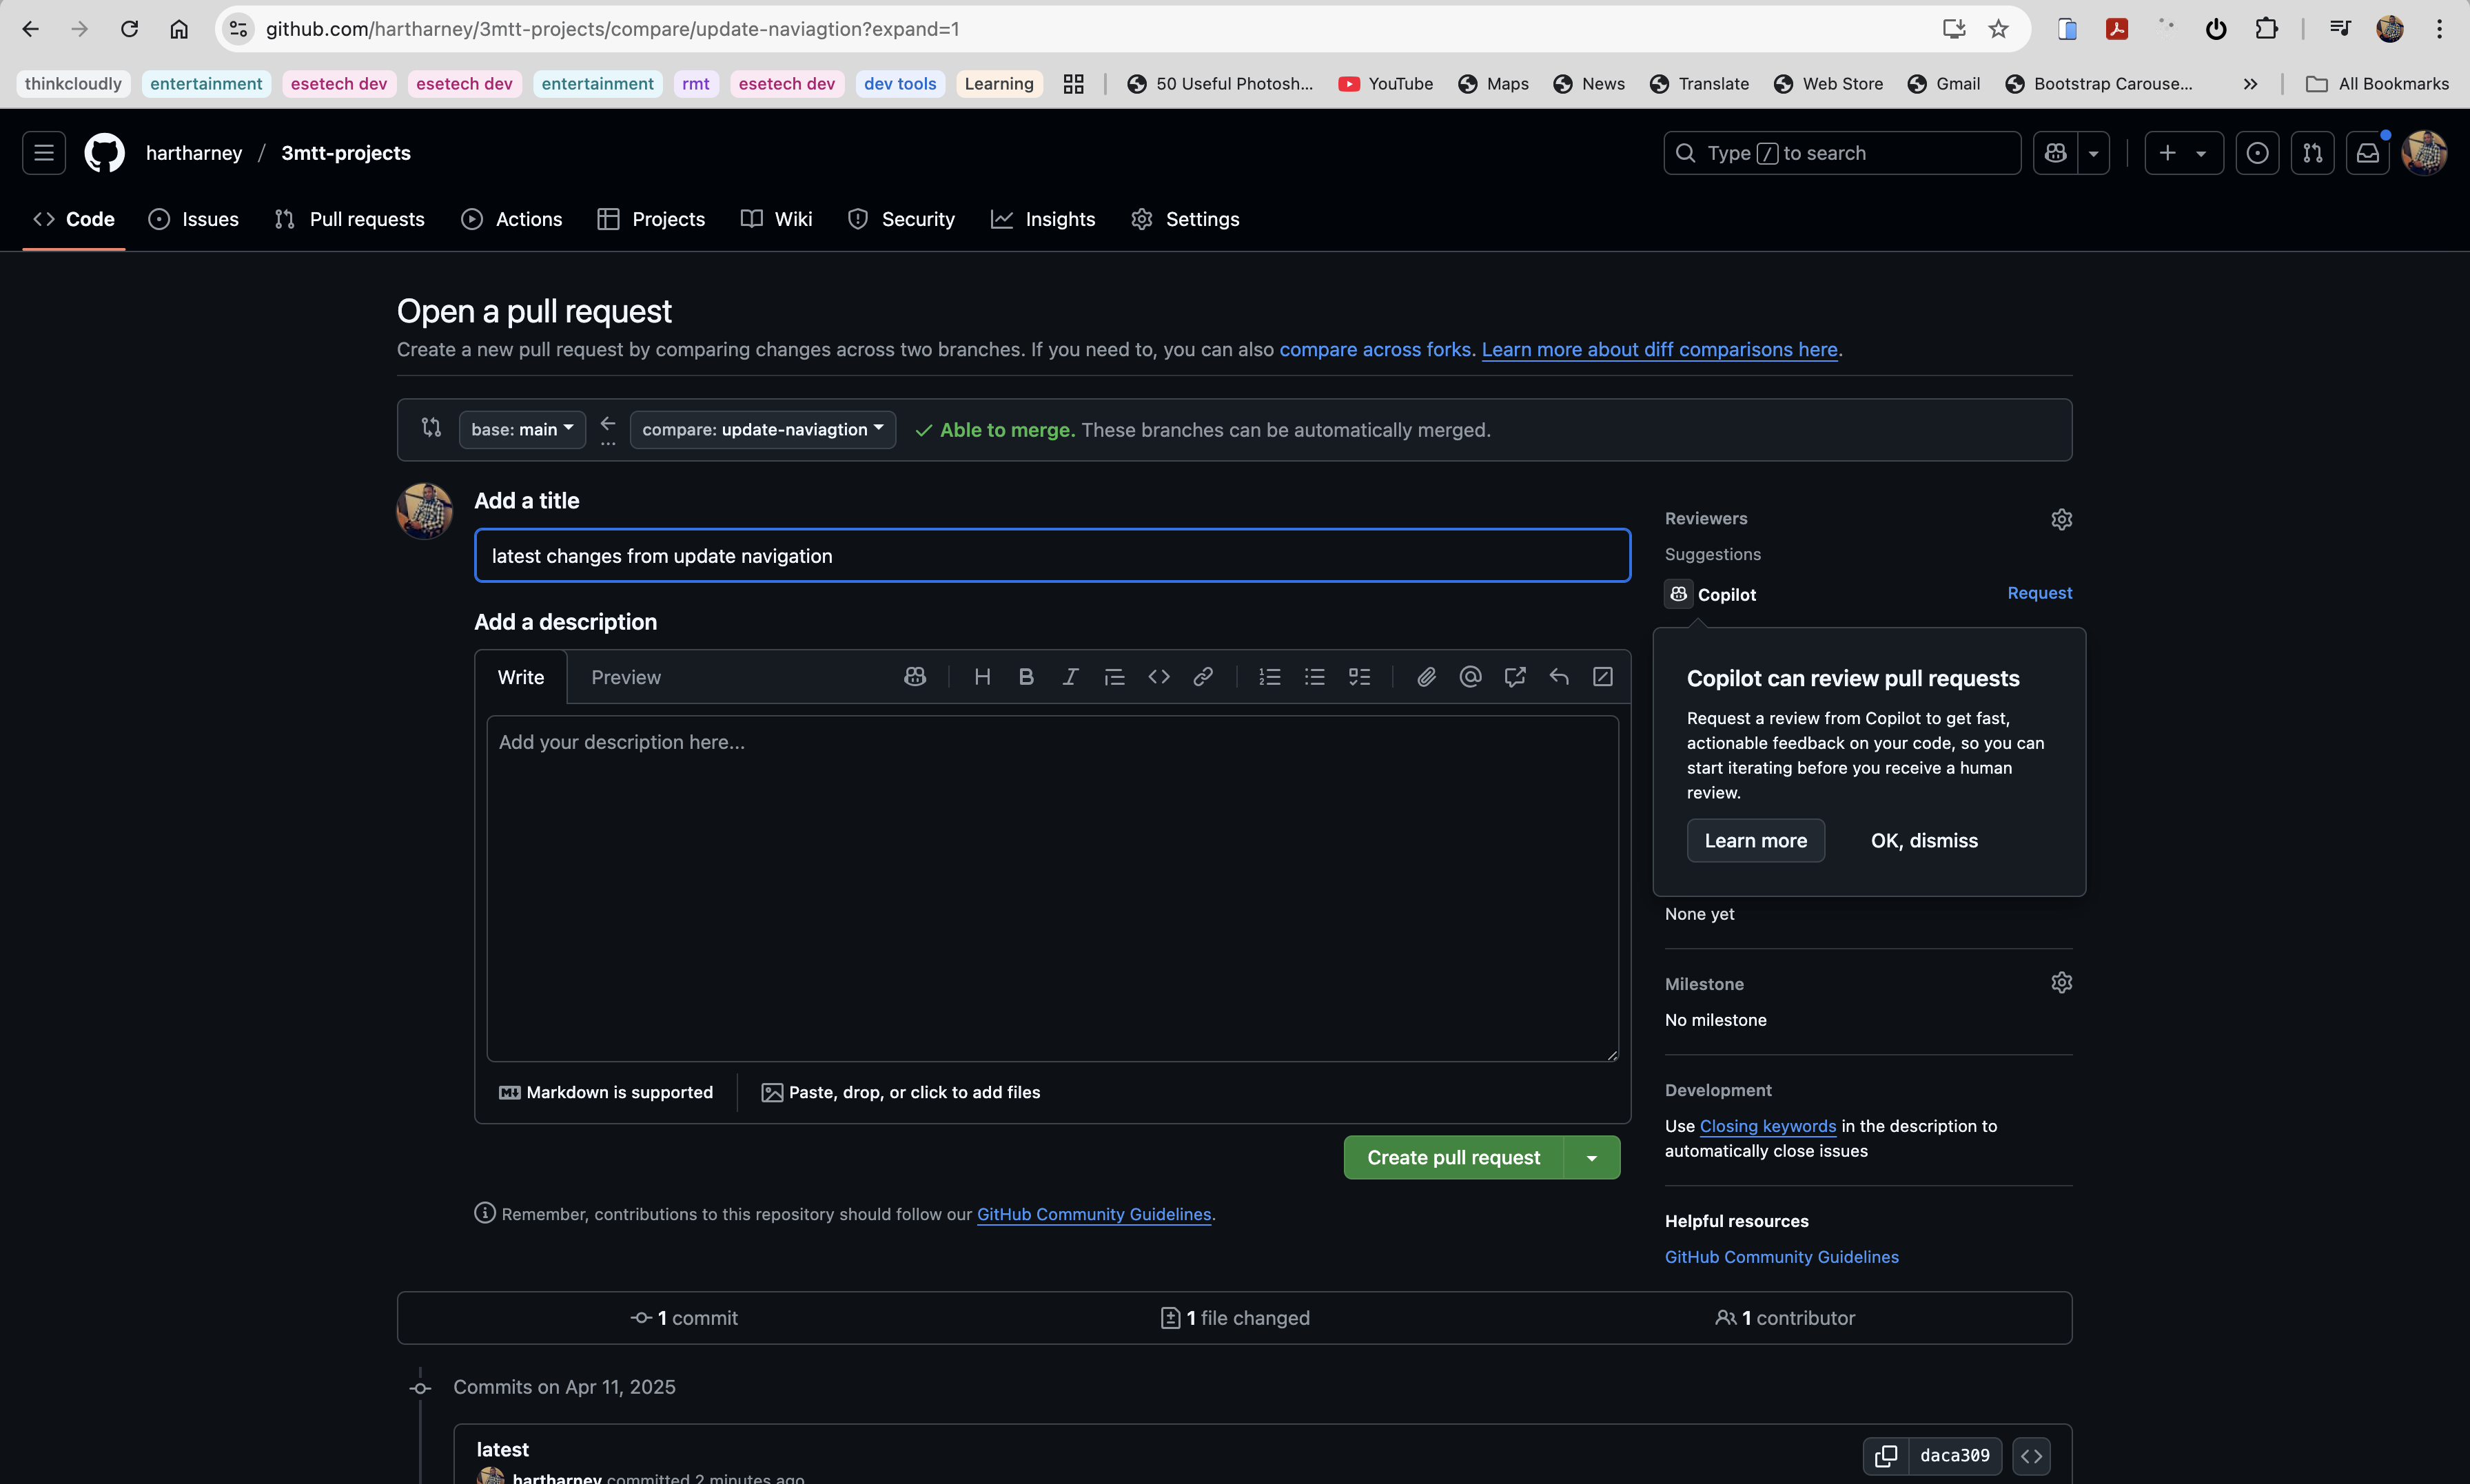 github.com/hartharney/3mtt-projects/compare/update-naviagtion?expand=1
thinkcloudly entertainment esetech dev esetech dev entertainment rmt esetech dev dev tools Learning 50 Useful Photosh... YouTube Maps News Translate Web Store Gmail Bootstrap Carouse... All Bookmarks
hartharney / 3mtt-projects Type / to search
Code Issues Pull requests Actions Projects Wiki Security Insights Settings
Open a pull request
Create a new pull request by comparing changes across two branches. If you need to, you can also compare across forks. Learn more about diff comparisons here.
base: main compare: update-naviagtion Able to merge. These branches can be automatically merged.
Add a title
latest changes from update navigation
Add a description
Write Preview
Add your description here...
Markdown is supported Paste, drop, or click to add files
Create pull request
Remember, contributions to this repository should follow our GitHub Community Guidelines.
Reviewers
Suggestions
Copilot Request
Copilot can review pull requests
Request a review from Copilot to get fast,
actionable feedback on your code, so you can
start iterating before you receive a human
review.
Learn more OK, dismiss
None yet
Milestone
No milestone
Development
Use Closing keywords in the description to
automatically close issues
Helpful resources
GitHub Community Guidelines
1 commit 1 file changed 1 contributor
Commits on Apr 11, 2025
latest
daca309
hartharney committed 2 minutes ago